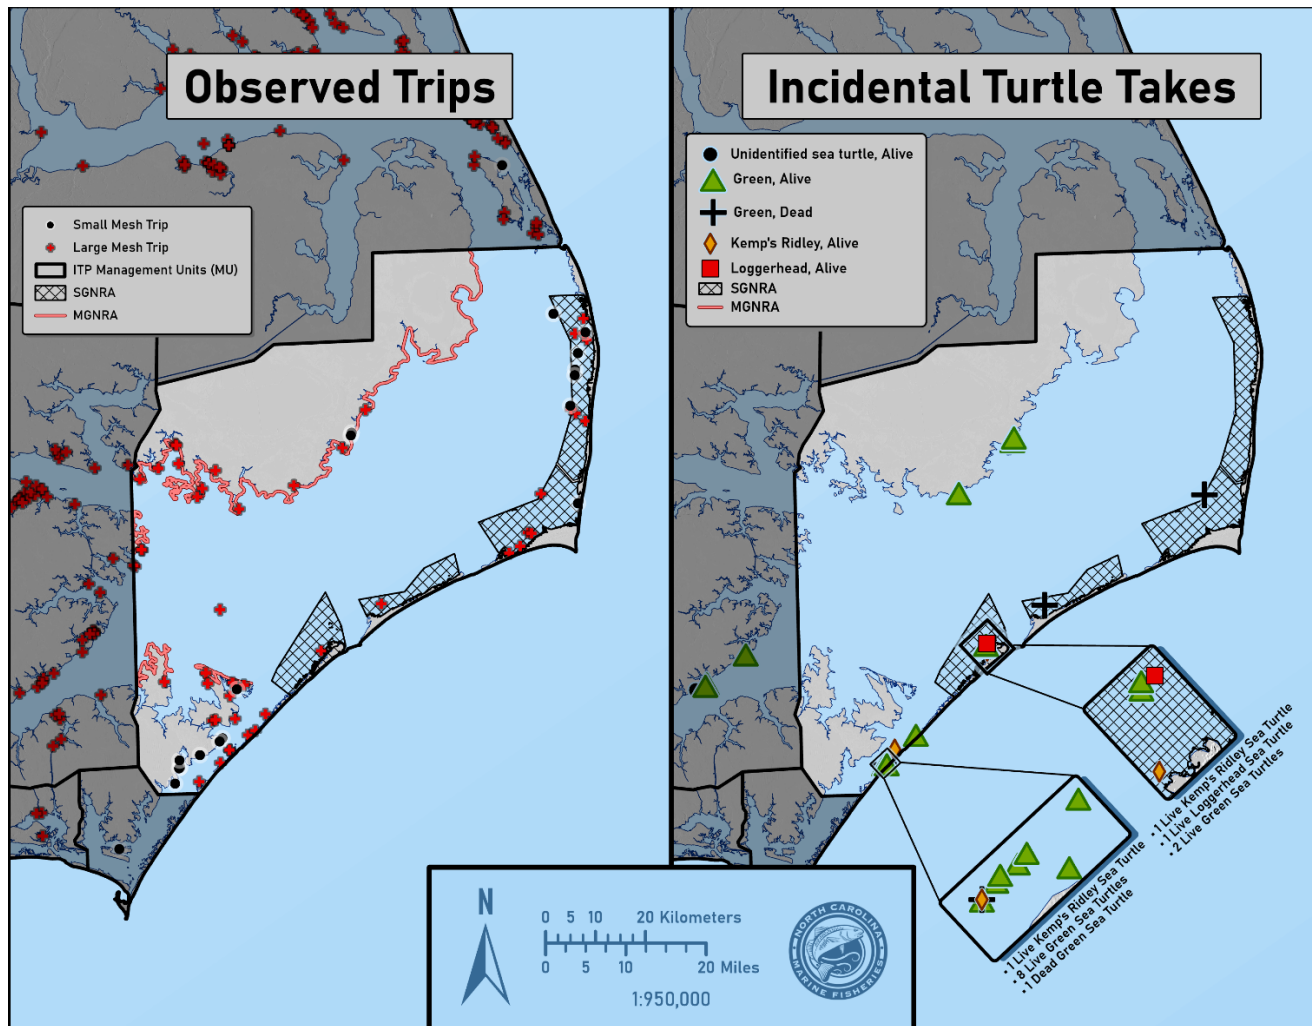 Observed Trips
Small Mesh Trip
Large Mesh Trip
ITP Management Units (MU)
SGNRA
MGNRA
Incidental Turtle Takes
Unidentified sea turtle, Alive
Green, Alive
Green, Dead
Kemp's Ridley, Alive
Loggerhead, Alive
SGNRA
MGNRA
• 1 Live Kemp's Ridley Sea Turtle
• 1 Live Loggerhead Sea Turtle
• 2 Live Green Sea Turtles
• 1 Live Kemp's Ridley Sea Turtle
• 8 Live Green Sea Turtles
• 1 Dead Green Sea Turtle
N
0 5 10 20 Kilometers
0 5 10 20 Miles
1:950,000
NORTH CAROLINA
MARINE FISHERIES